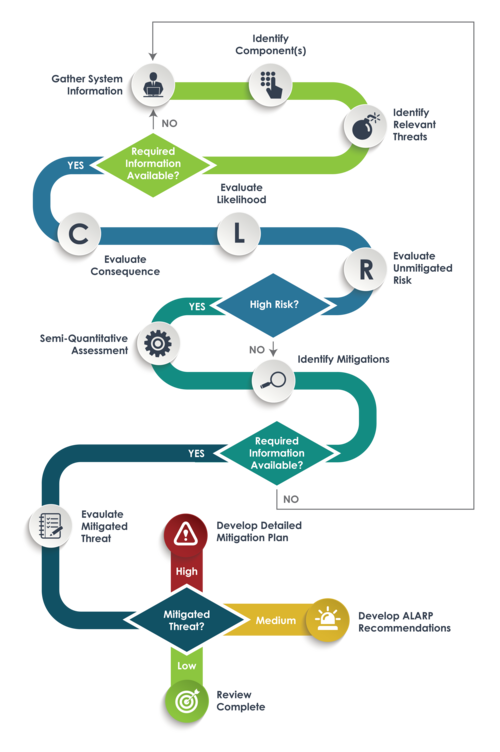 Identify
Component(s)
Gather System
Information
Identify
Relevant
Threats
NO
Required
Information
Available?
YES
Evaluate
Likelihood
C
L
Evaluate
Consequence
R
Evaluate
Unmitigated
Risk
High Risk?
YES
Semi-Quantitative
Assessment
NO
Identify Mitigations
Required
Information
Available?
YES
NO
Evaulate
Mitigated
Threat
Develop Detailed
Mitigation Plan
High
Mitigated
Threat?
Medium
Develop ALARP
Recommendations
Low
Review
Complete